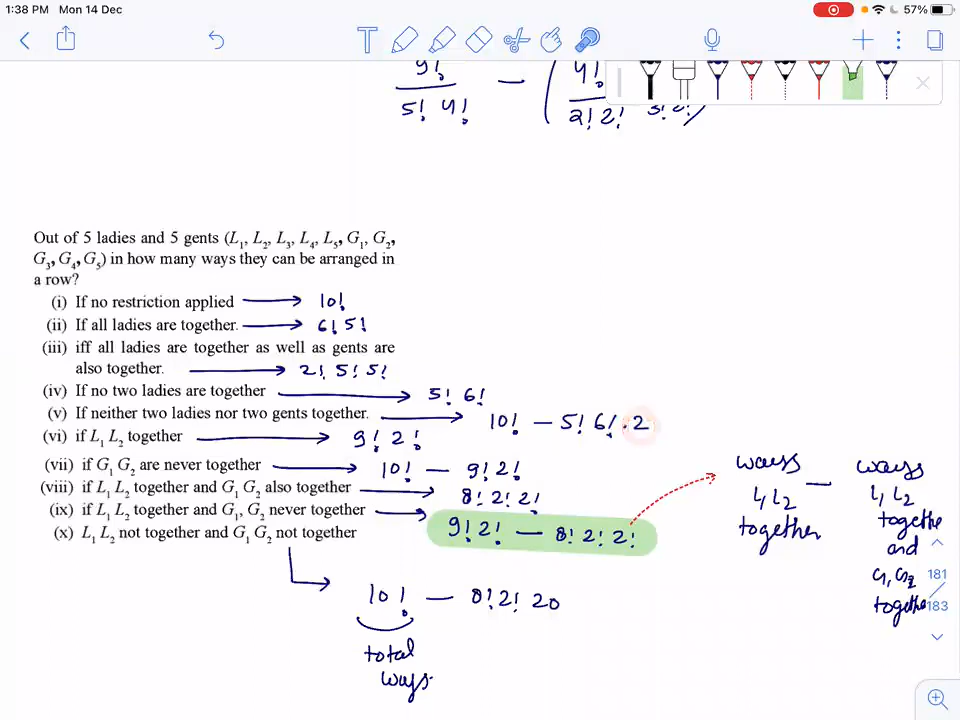 1:38 PM Mon 14 Dec 57%
T
9! / 5! 4! — ( 4! / 2! 2! 3! 2! )
Out of 5 ladies and 5 gents (L₁, L₂, L₃, L₄, L₅, G₁, G₂,
G₃, G₄, G₅) in how many ways they can be arranged in
a row?
(i) If no restriction applied → 10!
(ii) If all ladies are together. → 6! 5!
(iii) iff all ladies are together as well as gents are
also together. → 2! 5! 5!
(iv) If no two ladies are together → 5! 6!
(v) If neither two ladies nor two gents together. → 10! — 5! 6! . 2
(vi) if L₁ L₂ together → 9! 2!
(vii) if G₁ G₂ are never together → 10! — 9! 2!
(viii) if L₁ L₂ together and G₁ G₂ also together → 8! 2! 2!
(ix) if L₁ L₂ together and G₁, G₂ never together → 9! 2! — 8! 2! 2!
(x) L₁ L₂ not together and G₁ G₂ not together
10! — 8! 2! 20
total
ways
ways
L₁ L₂
together
—
ways
L₁ L₂
togethe
and
G₁ G₂
together
181
183